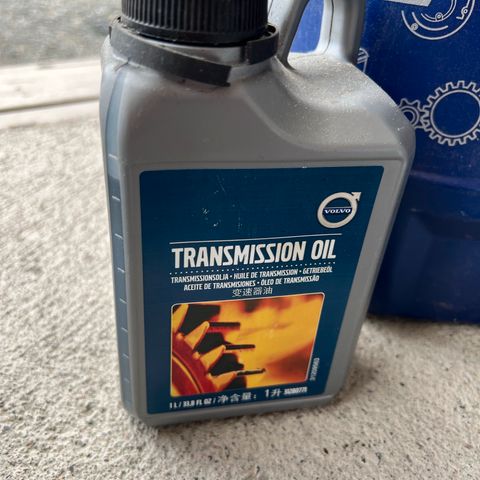 VOLVO
TRANSMISSION OIL
TRANSMISSIONSOLJA • HUILE DE TRANSMISSION • GETRIEBEÖL
ACEITE DE TRANSMISIONES • ÓLEO DE TRANSMISSÃO
变速器油
1 L / 33,8 FL OZ / 净含量: 1升